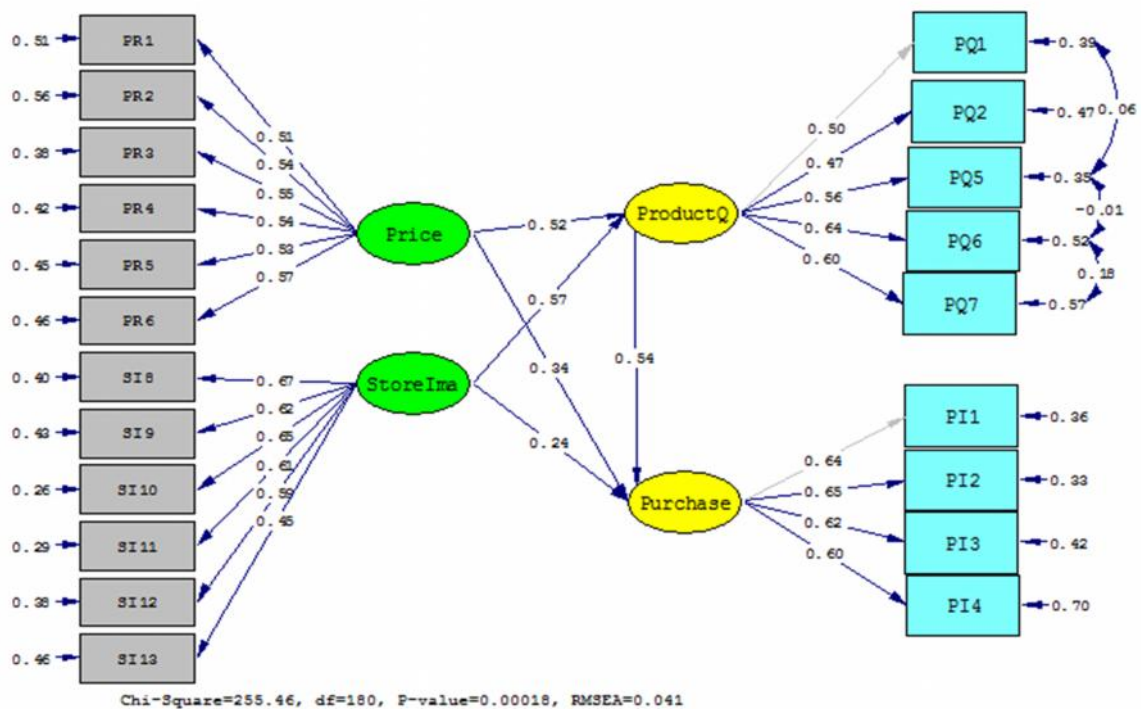 0.51 PR1
0.56 PR2
0.38 PR3
0.42 PR4
0.45 PR5
0.46 PR6
0.40 SI8
0.43 SI9
0.26 SI10
0.29 SI11
0.38 SI12
0.46 SI13
0.51
0.54
0.55
0.54
0.53
0.57
0.67
0.62
0.65
0.61
0.59
0.45
Price
StoreIma
0.52
0.57
0.34
0.24
0.54
ProductQ
Purchase
0.50
0.47
0.56
0.64
0.60
0.64
0.65
0.62
0.60
PQ1 0.39
PQ2 0.47
PQ5 0.35
PQ6 0.52
PQ7 0.57
0.06
-0.01
0.18
PI1 0.36
PI2 0.33
PI3 0.42
PI4 0.70
Chi-Square=255.46, df=180, P-value=0.00018, RMSEA=0.041